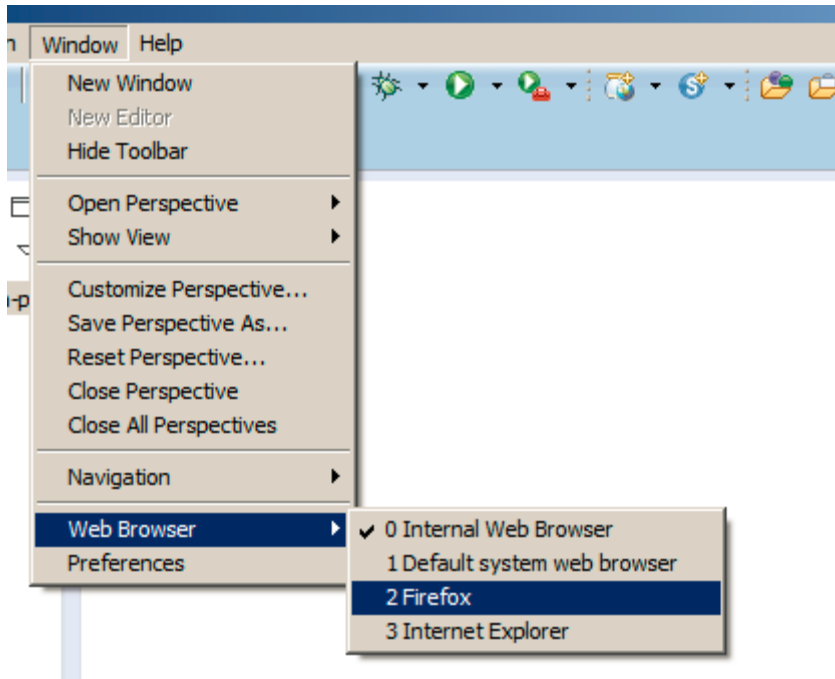 Window Help
New Window
New Editor
Hide Toolbar
Open Perspective
Show View
Customize Perspective...
Save Perspective As...
Reset Perspective...
Close Perspective
Close All Perspectives
Navigation
Web Browser
Preferences
0 Internal Web Browser
1 Default system web browser
2 Firefox
3 Internet Explorer